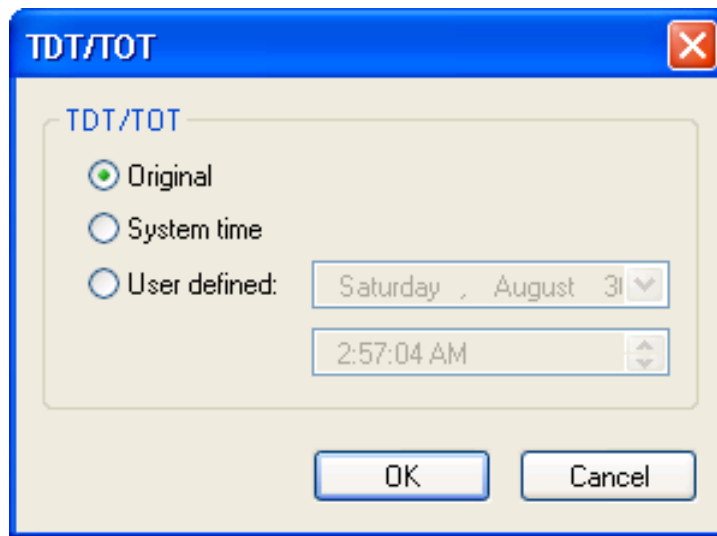 TDT/TOT
TDT/TOT
Original
System time
User defined:
Saturday , August
2:57:04 AM
OK
Cancel